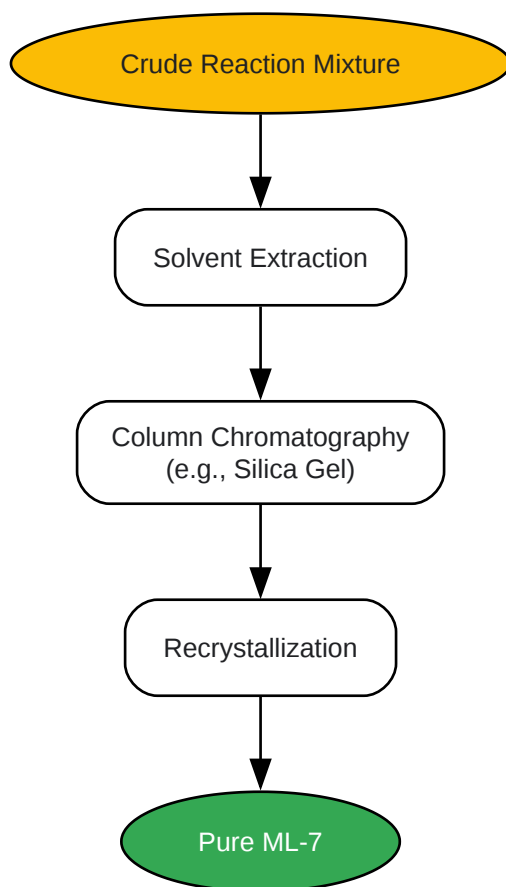 Crude Reaction Mixture
Solvent Extraction
Column Chromatography
(e.g., Silica Gel)
Recrystallization
Pure ML-7